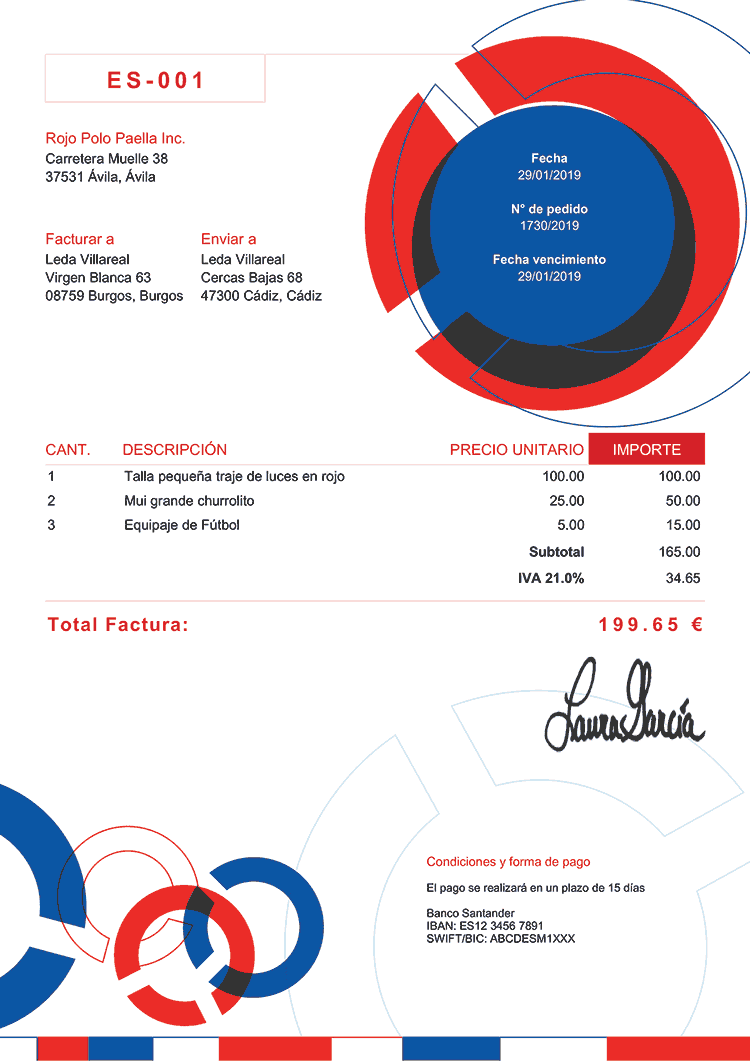 ES-001
Rojo Polo Paella Inc.
Carretera Muelle 38
37531 Ávila, Ávila
Fecha
29/01/2019
N° de pedido
1730/2019
Fecha vencimiento
29/01/2019
Facturar a
Leda Villareal
Virgen Blanca 63
08759 Burgos, Burgos
Enviar a
Leda Villareal
Cercas Bajas 68
47300 Cádiz, Cádiz
CANT. DESCRIPCIÓN PRECIO UNITARIO IMPORTE
1 Talla pequeña traje de luces en rojo 100.00 100.00
2 Mui grande churrolito 25.00 50.00
3 Equipaje de Fútbol 5.00 15.00
Subtotal 165.00
IVA 21.0% 34.65
Total Factura: 199.65 €
Laura García
Condiciones y forma de pago
El pago se realizará en un plazo de 15 días
Banco Santander
IBAN: ES12 3456 7891
SWIFT/BIC: ABCDESM1XXX